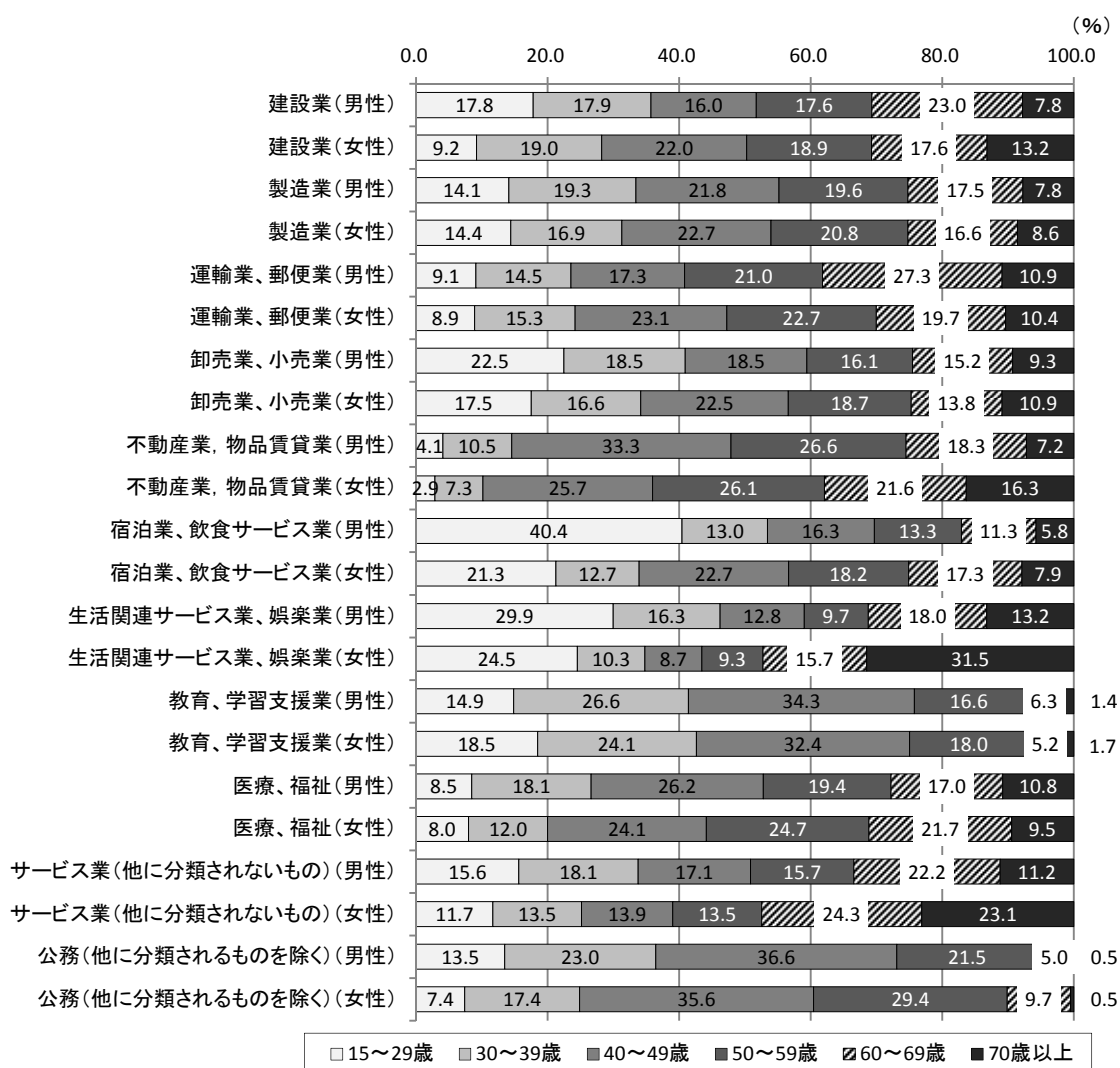 (%)
0.0 20.0 40.0 60.0 80.0 100.0
建設業(男性) 17.8 17.9 16.0 17.6 23.0 7.8
建設業(女性) 9.2 19.0 22.0 18.9 17.6 13.2
製造業(男性) 14.1 19.3 21.8 19.6 17.5 7.8
製造業(女性) 14.4 16.9 22.7 20.8 16.6 8.6
運輸業、郵便業(男性) 9.1 14.5 17.3 21.0 27.3 10.9
運輸業、郵便業(女性) 8.9 15.3 23.1 22.7 19.7 10.4
卸売業、小売業(男性) 22.5 18.5 18.5 16.1 15.2 9.3
卸売業、小売業(女性) 17.5 16.6 22.5 18.7 13.8 10.9
不動産業,物品賃貸業(男性) 4.1 10.5 33.3 26.6 18.3 7.2
不動産業,物品賃貸業(女性) 2.9 7.3 25.7 26.1 21.6 16.3
宿泊業、飲食サービス業(男性) 40.4 13.0 16.3 13.3 11.3 5.8
宿泊業、飲食サービス業(女性) 21.3 12.7 22.7 18.2 17.3 7.9
生活関連サービス業、娯楽業(男性) 29.9 16.3 12.8 9.7 18.0 13.2
生活関連サービス業、娯楽業(女性) 24.5 10.3 8.7 9.3 15.7 31.5
教育、学習支援業(男性) 14.9 26.6 34.3 16.6 6.3 1.4
教育、学習支援業(女性) 18.5 24.1 32.4 18.0 5.2 1.7
医療、福祉(男性) 8.5 18.1 26.2 19.4 17.0 10.8
医療、福祉(女性) 8.0 12.0 24.1 24.7 21.7 9.5
サービス業(他に分類されないもの)(男性) 15.6 18.1 17.1 15.7 22.2 11.2
サービス業(他に分類されないもの)(女性) 11.7 13.5 13.9 13.5 24.3 23.1
公務(他に分類されるものを除く)(男性) 13.5 23.0 36.6 21.5 5.0 0.5
公務(他に分類されるものを除く)(女性) 7.4 17.4 35.6 29.4 9.7 0.5
15~29歳 30~39歳 40~49歳 50~59歳 60~69歳 70歳以上